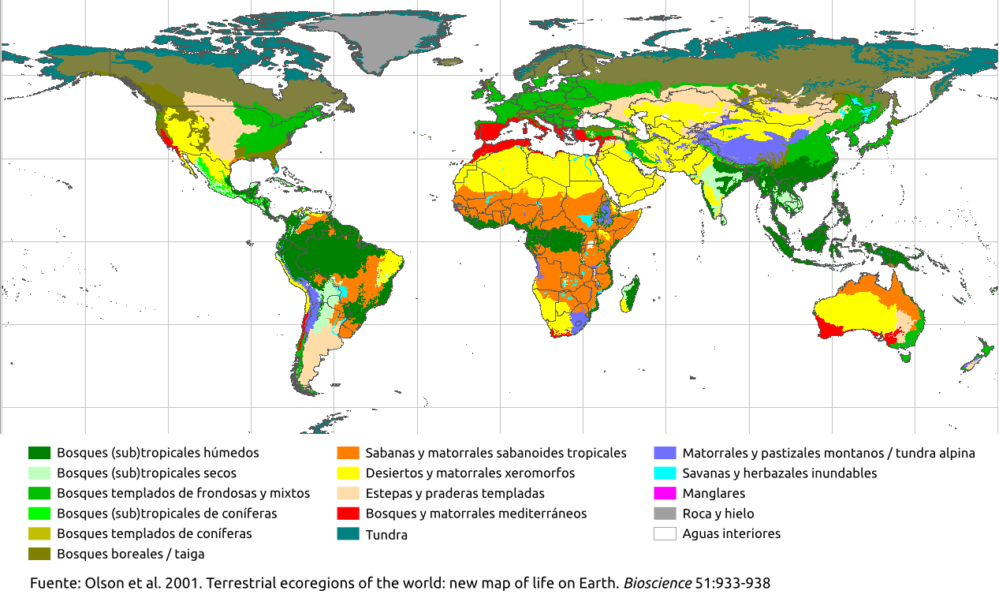 Bosques (sub)tropicales húmedos
Bosques (sub)tropicales secos
Bosques templados de frondosas y mixtos
Bosques (sub)tropicales de coníferas
Bosques templados de coníferas
Bosques boreales / taiga
Sabanas y matorrales sabanoides tropicales
Desiertos y matorrales xeromorfos
Estepas y praderas templadas
Bosques y matorrales mediterráneos
Tundra
Matorrales y pastizales montanos / tundra alpina
Savanas y herbazales inundables
Manglares
Roca y hielo
Aguas interiores
Fuente: Olson et al. 2001. Terrestrial ecoregions of the world: new map of life on Earth. Bioscience 51:933-938